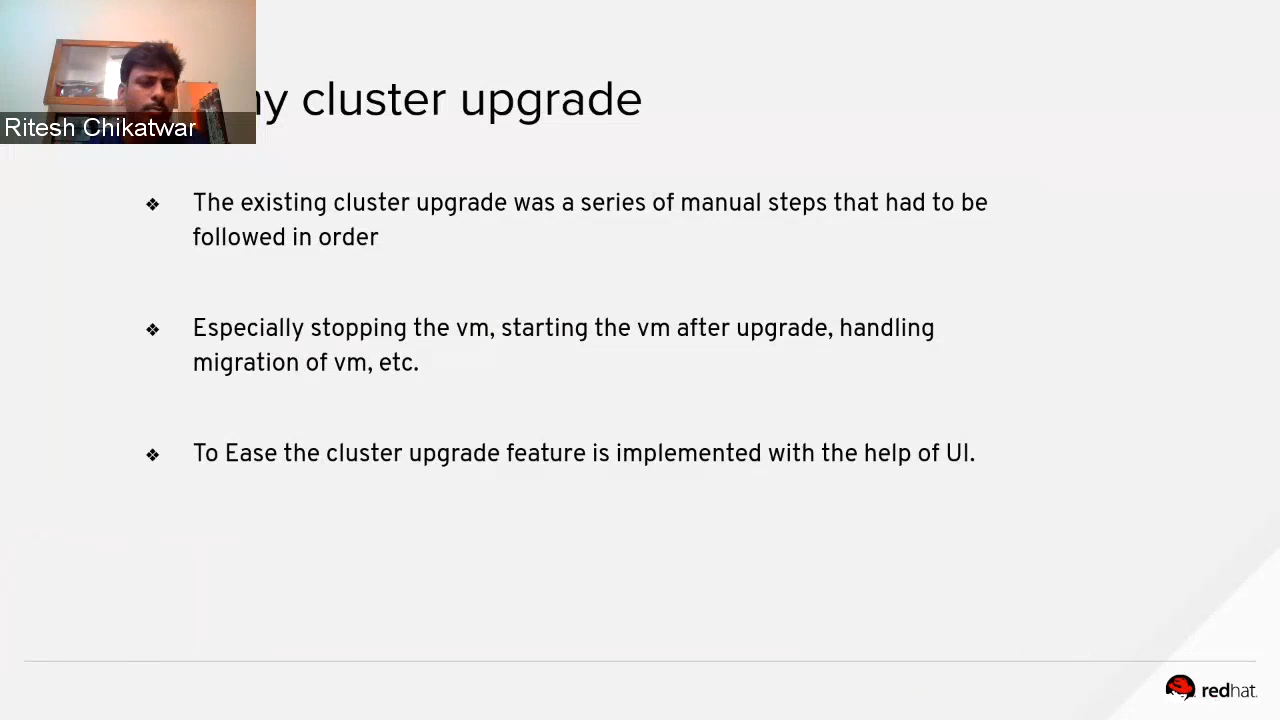 Ritesh Chikatwar
cluster upgrade
❖ The existing cluster upgrade was a series of manual steps that had to be
followed in order
❖ Especially stopping the vm, starting the vm after upgrade, handling
migration of vm, etc.
❖ To Ease the cluster upgrade feature is implemented with the help of UI.
redhat.